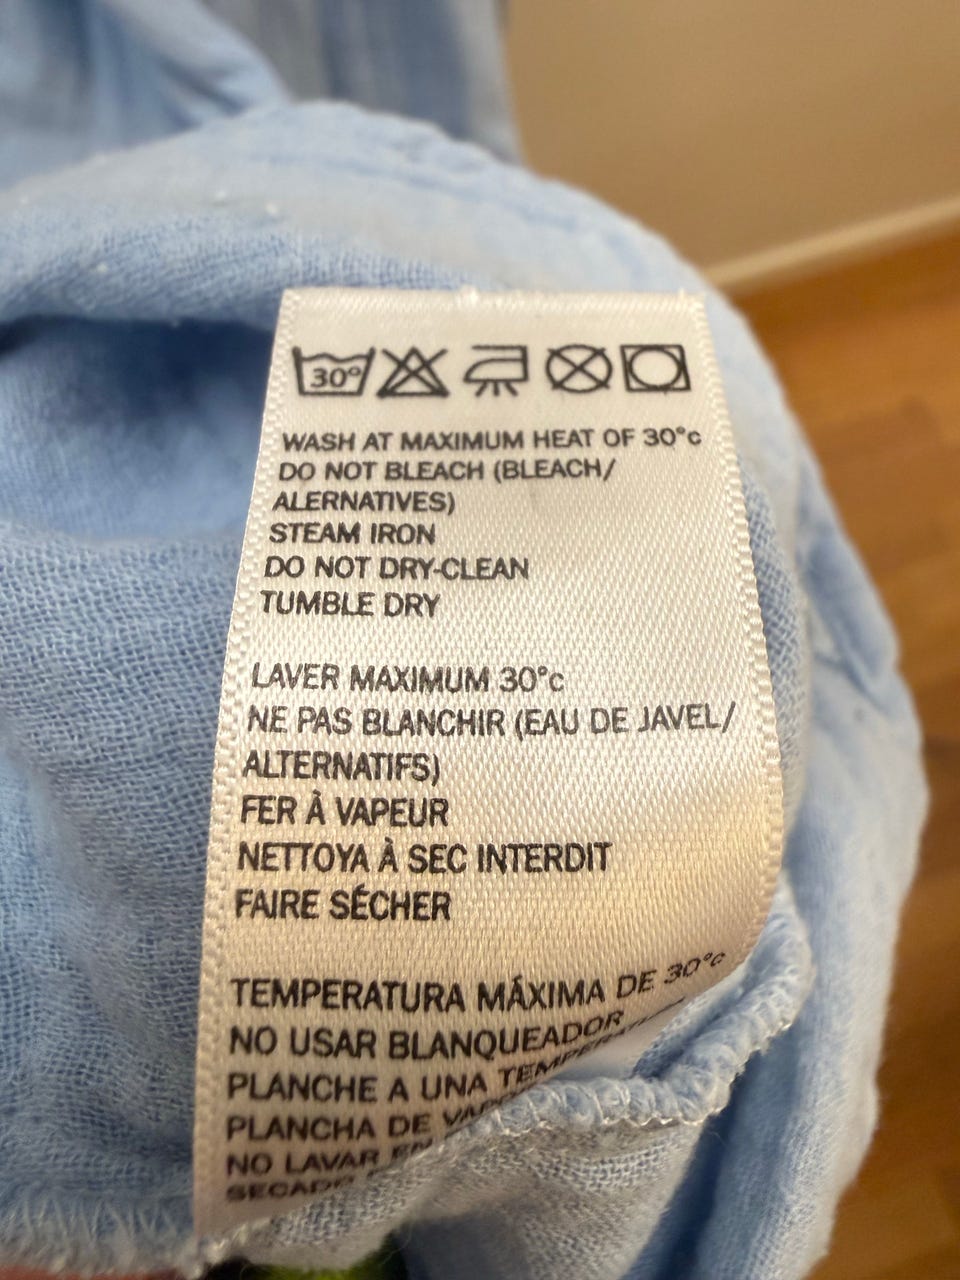 30°
WASH AT MAXIMUM HEAT OF 30°c
DO NOT BLEACH (BLEACH/
ALERNATIVES)
STEAM IRON
DO NOT DRY-CLEAN
TUMBLE DRY
LAVER MAXIMUM 30°c
NE PAS BLANCHIR (EAU DE JAVEL/
ALTERNATIFS)
FER À VAPEUR
NETTOYA À SEC INTERDIT
FAIRE SÉCHER
TEMPERATURA MÁXIMA DE 30°c
NO USAR BLANQUEADOR
PLANCHE A UNA
PLANCHA DE
NO LAVAR